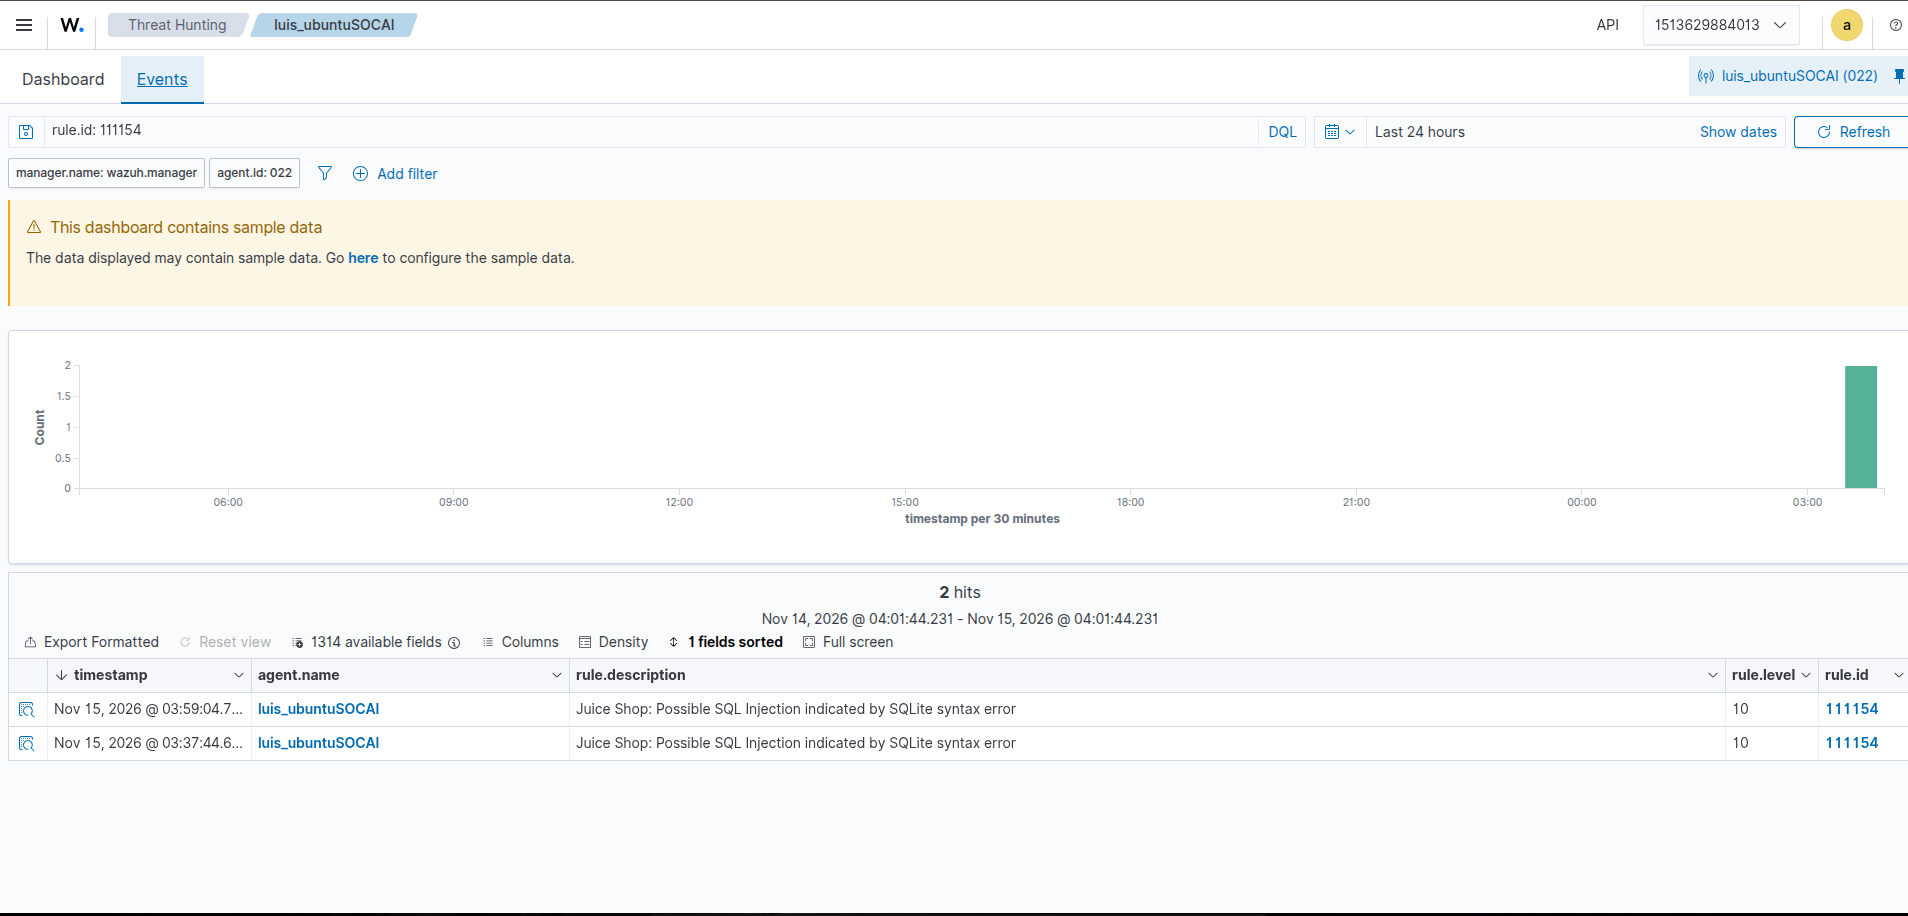 W. Threat Hunting luis_ubuntuSOCAI API 1513629884013 a
Dashboard Events luis_ubuntuSOCAI (022)
rule.id: 111154 DQL Last 24 hours Show dates Refresh
manager.name: wazuh.manager agent.id: 022 Add filter
This dashboard contains sample data
The data displayed may contain sample data. Go here to configure the sample data.
2
1.5
1
0.5
0
Count
06:00 09:00 12:00 15:00 18:00 21:00 00:00 03:00
timestamp per 30 minutes
2 hits
Nov 14, 2026 @ 04:01:44.231 - Nov 15, 2026 @ 04:01:44.231
Export Formatted Reset view 1314 available fields Columns Density 1 fields sorted Full screen
timestamp agent.name rule.description rule.level rule.id
Nov 15, 2026 @ 03:59:04.7... luis_ubuntuSOCAI Juice Shop: Possible SQL Injection indicated by SQLite syntax error 10 111154
Nov 15, 2026 @ 03:37:44.6... luis_ubuntuSOCAI Juice Shop: Possible SQL Injection indicated by SQLite syntax error 10 111154